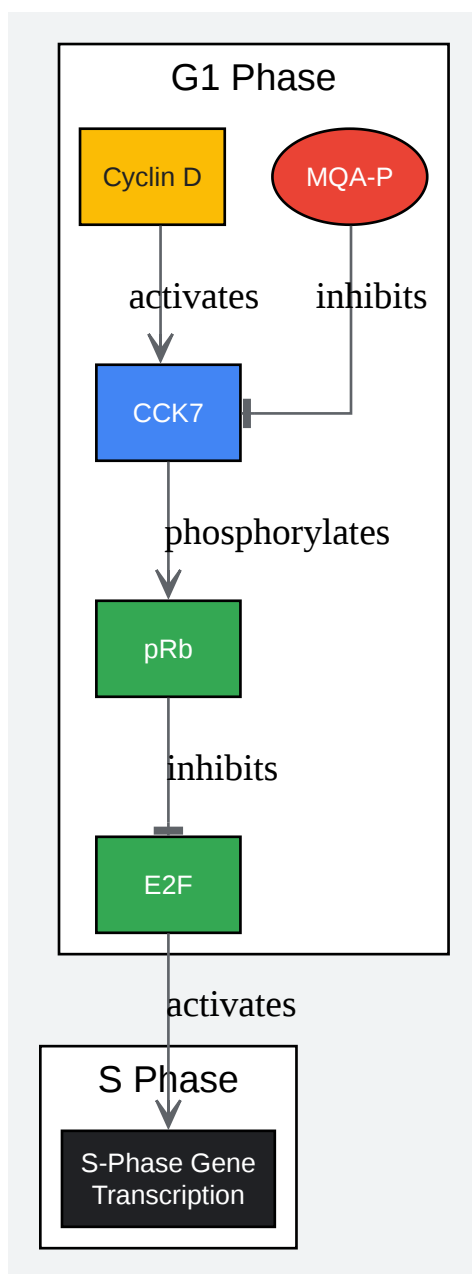 G1 Phase
Cyclin D
MQA-P
activates
inhibits
CCK7
phosphorylates
pRb
inhibits
E2F
activates
S Phase
S-Phase Gene
Transcription